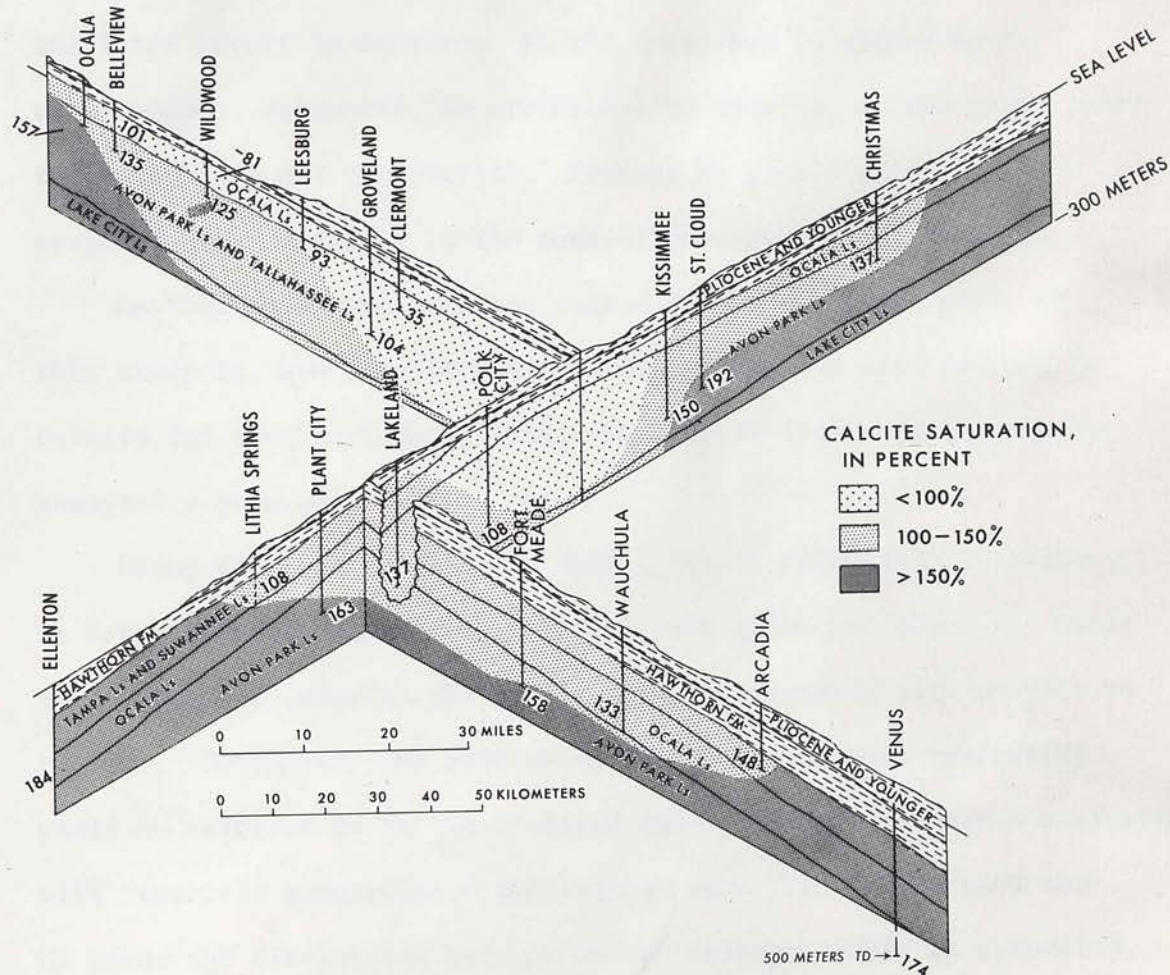 OCALA
BELLEVIEW
WILDWOOD
LEESBURG
GROVELAND
CLERMONT
157
101
135
81
125
OCALA Ls
93
35
104
AVON PARK Ls AND TALLAHASSEE Ls
LAKE CITY Ls
SEA LEVEL
300 METERS
CHRISTMAS
KISSIMMEE
ST. CLOUD
PLIOCENE AND YOUNGER
OCALA Ls
137
AVON PARK Ls
LAKE CITY Ls
192
150
POLK CITY
108
LAKELAND
137
LITHIA SPRINGS
PLANT CITY
ELLENTON
108
163
HAWTHORN FM
TAMPA Ls AND SUWANNEE Ls
OCALA Ls
AVON PARK Ls
184
FORT
MEADE
WAUCHULA
ARCADIA
VENUS
158
133
148
HAWTHORN FM
PLIOCENE AND YOUNGER
OCALA Ls
AVON PARK Ls
500 METERS TD
174
CALCITE SATURATION,
IN PERCENT
<100%
100–150%
>150%
0 10 20 30 MILES
0 10 20 30 40 50 KILOMETERS